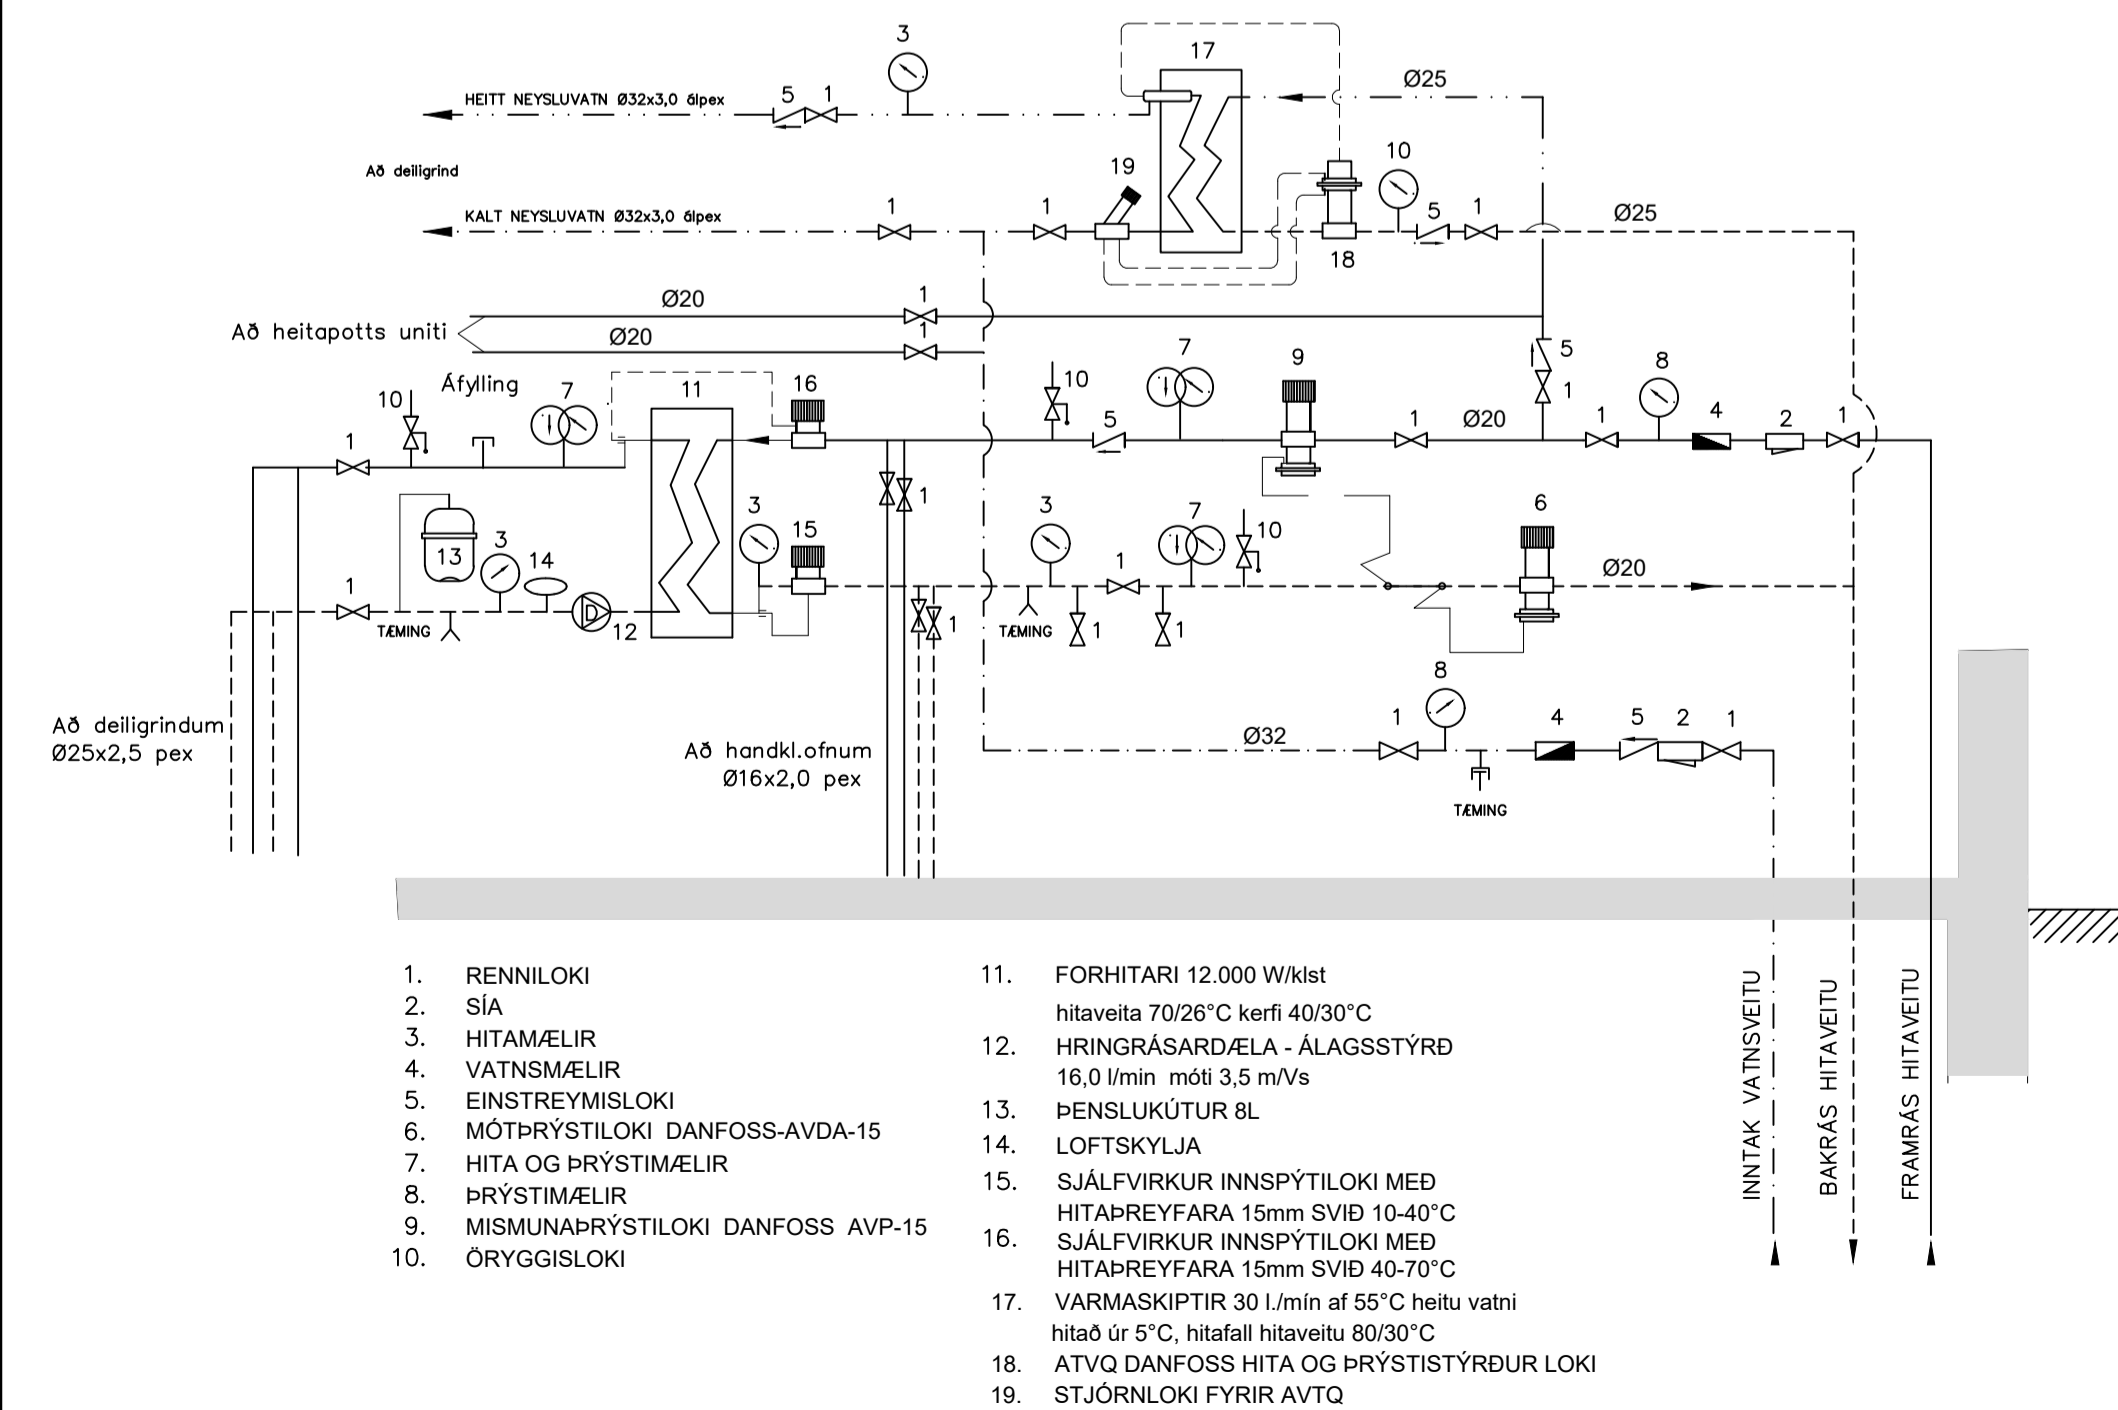 3
17
Ø25
HEITT NEYSLUVATN Ø32x3,0 álpex
5
1
Að deiligrind
19
10
KALT NEYSLUVATN Ø32x3,0 álpex
1
1
5
1
Ø25
18
Ø20
1
Að heitapotts uniti
Ø20
1
Áfylling
10
7
11
16
10
7
9
5
8
1
5
1
Ø20
1
1
4
2
1
1
13
3
14
3
15
3
7
10
6
1
1
Ø20
1
TÆMING
12
1
TÆMING
1
1
8
Að deiligrindum
Ø25x2,5 pex
Að handkl.ofnum
Ø16x2,0 pex
Ø32
1
4
5
2
1
TÆMING
1. RENNILOKI
2. SÍA
3. HITAMÆLIR
4. VATNSMÆLIR
5. EINSTREYMISLOKI
6. MÓTÞRÝSTILOKI DANFOSS-AVDA-15
7. HITA OG ÞRÝSTIMÆLIR
8. ÞRÝSTIMÆLIR
9. MISMUNAÞRÝSTILOKI DANFOSS AVP-15
10. ÖRYGGISLOKI
11. FORHITARI 12.000 W/klst
hitaveita 70/26°C kerfi 40/30°C
12. HRINGRÁSARDÆLA - ÁLAGSSTÝRÐ
16,0 l/min móti 3,5 m/Vs
13. ÞENSLUKÚTUR 8L
14. LOFTSKYLJA
15. SJÁLFVIRKUR INNSPÝTILOKI MEÐ
HITAÞREYFARA 15mm SVIÐ 10-40°C
16. SJÁLFVIRKUR INNSPÝTILOKI MEÐ
HITAÞREYFARA 15mm SVIÐ 40-70°C
17. VARMASKIPTIR 30 l./mín af 55°C heitu vatni
hitað úr 5°C, hitafall hitaveitu 80/30°C
18. ATVQ DANFOSS HITA OG ÞRÝSTISTÝRÐUR LOKI
19. STJÓRNLOKI FYRIR AVTQ
INNTAK VATNSVEITU
BAKRÁS HITAVEITU
FRAMRÁS HITAVEITU